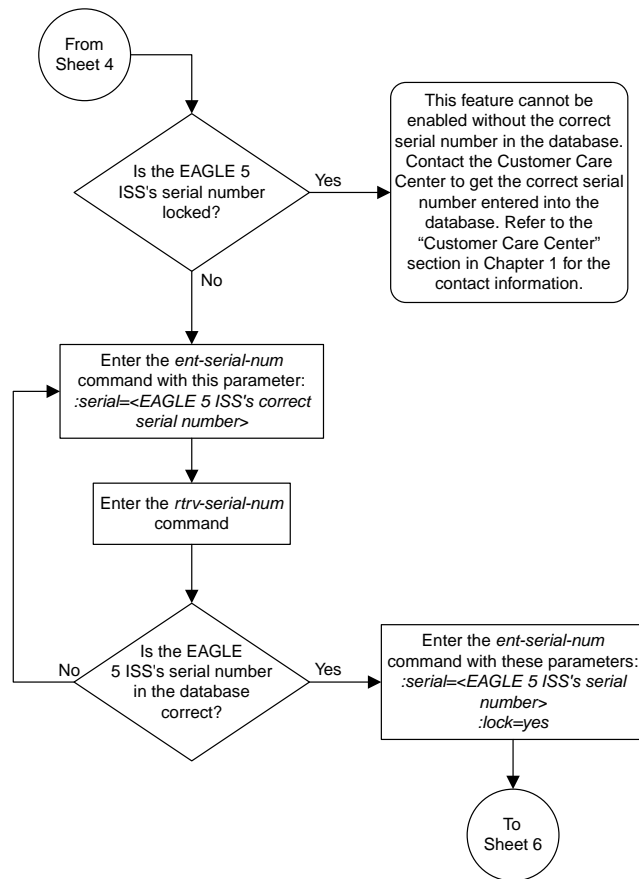 From
Sheet 4
Is the EAGLE 5
ISS's serial number
locked?
Yes
This feature cannot be
enabled without the correct
serial number in the database.
Contact the Customer Care
Center to get the correct serial
number entered into the
database. Refer to the
“Customer Care Center”
section in Chapter 1 for the
contact information.
No
Enter the ent-serial-num
command with this parameter:
:serial=<EAGLE 5 ISS's correct
serial number>
Enter the rtrv-serial-num
command
Is the EAGLE
5 ISS's serial number
in the database
correct?
No
Yes
Enter the ent-serial-num
command with these parameters:
:serial=<EAGLE 5 ISS's serial
number>
:lock=yes
To
Sheet 6